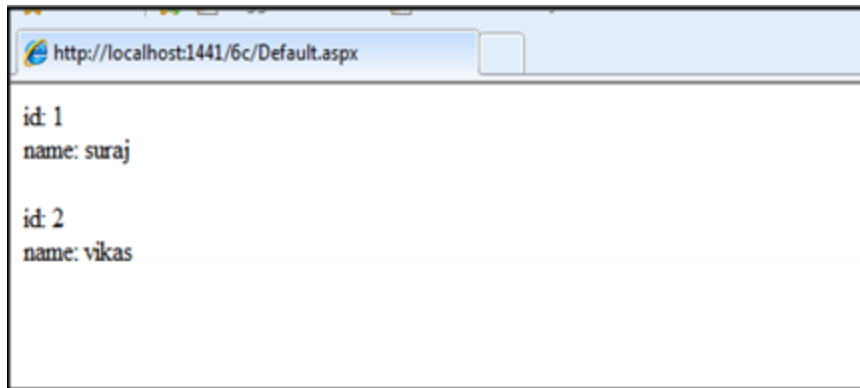 http://localhost:1441/6c/Default.aspx
id: 1
name: suraj
id: 2
name: vikas